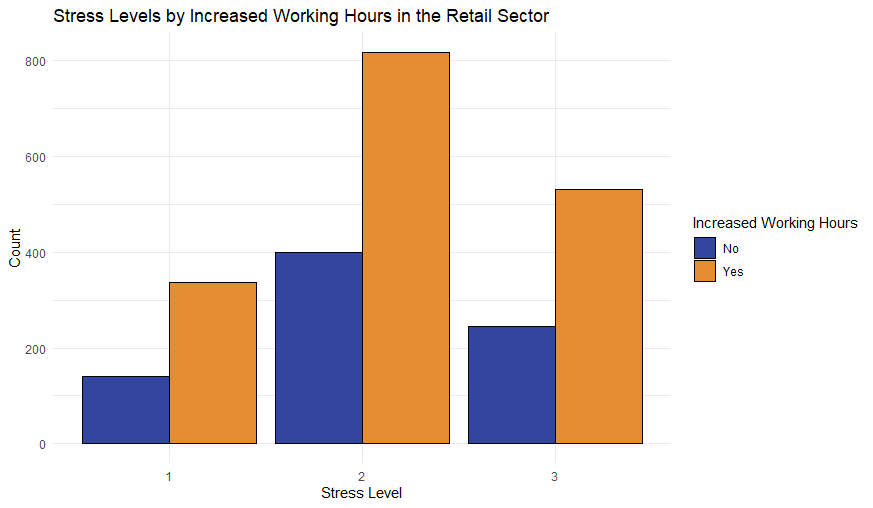 Stress Levels by Increased Working Hours in the Retail Sector
800
600
400
200
0
Count
1
2
3
Stress Level
Increased Working Hours
No
Yes